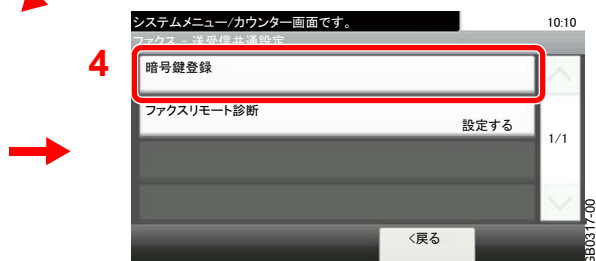 システムメニュー/カウンター画面です。
10:10
ファクス - 送受信共通設定
4
暗号鍵登録
ファクスリモート診断
設定する
1/1
<戻る
GB0317-00